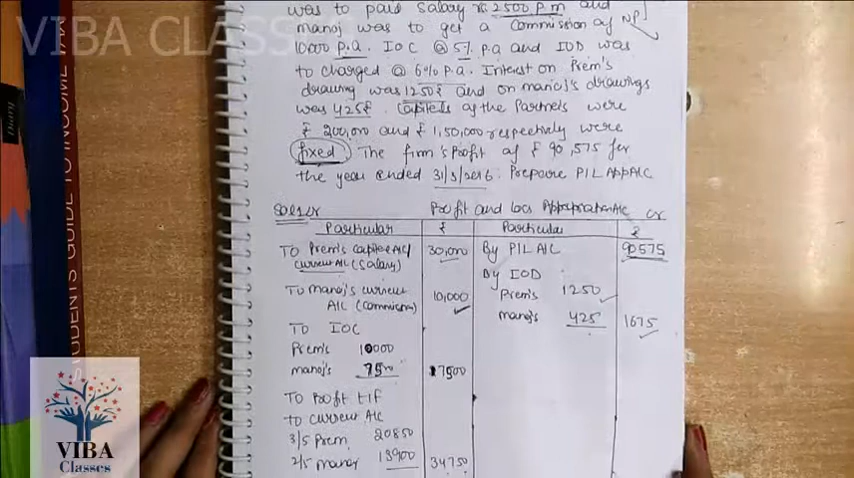 VIBA CLASSES
STUDENTS GUIDE TO INCOME TAX
was to paid salary ₹ 2500 p.m and
manoj was to get a commission of NP
10000 p.a. IOC @ 5% p.a and IOD was
to charged @ 6% p.a. Interest on Prem's
drawing was 1250₹ and on manoj's drawings
was 425₹. Capitals of the Partners were
₹ 200,000 and ₹ 1,50,000 respectively were
fixed. The firm's Profit of ₹ 90,575 for
the year ended 31/3/2016. Prepare P/L App A/C
Profit and loss Appropriation A/C Cr
Particular ₹ Particular ₹
To Prem's capital A/C/ 30,000 By P/L A/C 90575
current A/C (Salary)
By IOD
To manoj's current 10,000 Prem's 1250
A/C (commission) manoj's 425 1675
To IOC
Prem's 10000
manoj's 7500 17500
To Profit t/f
to current A/C
3/5 Prem 20850
2/5 manoj 13900 34750
VIBA
Classes